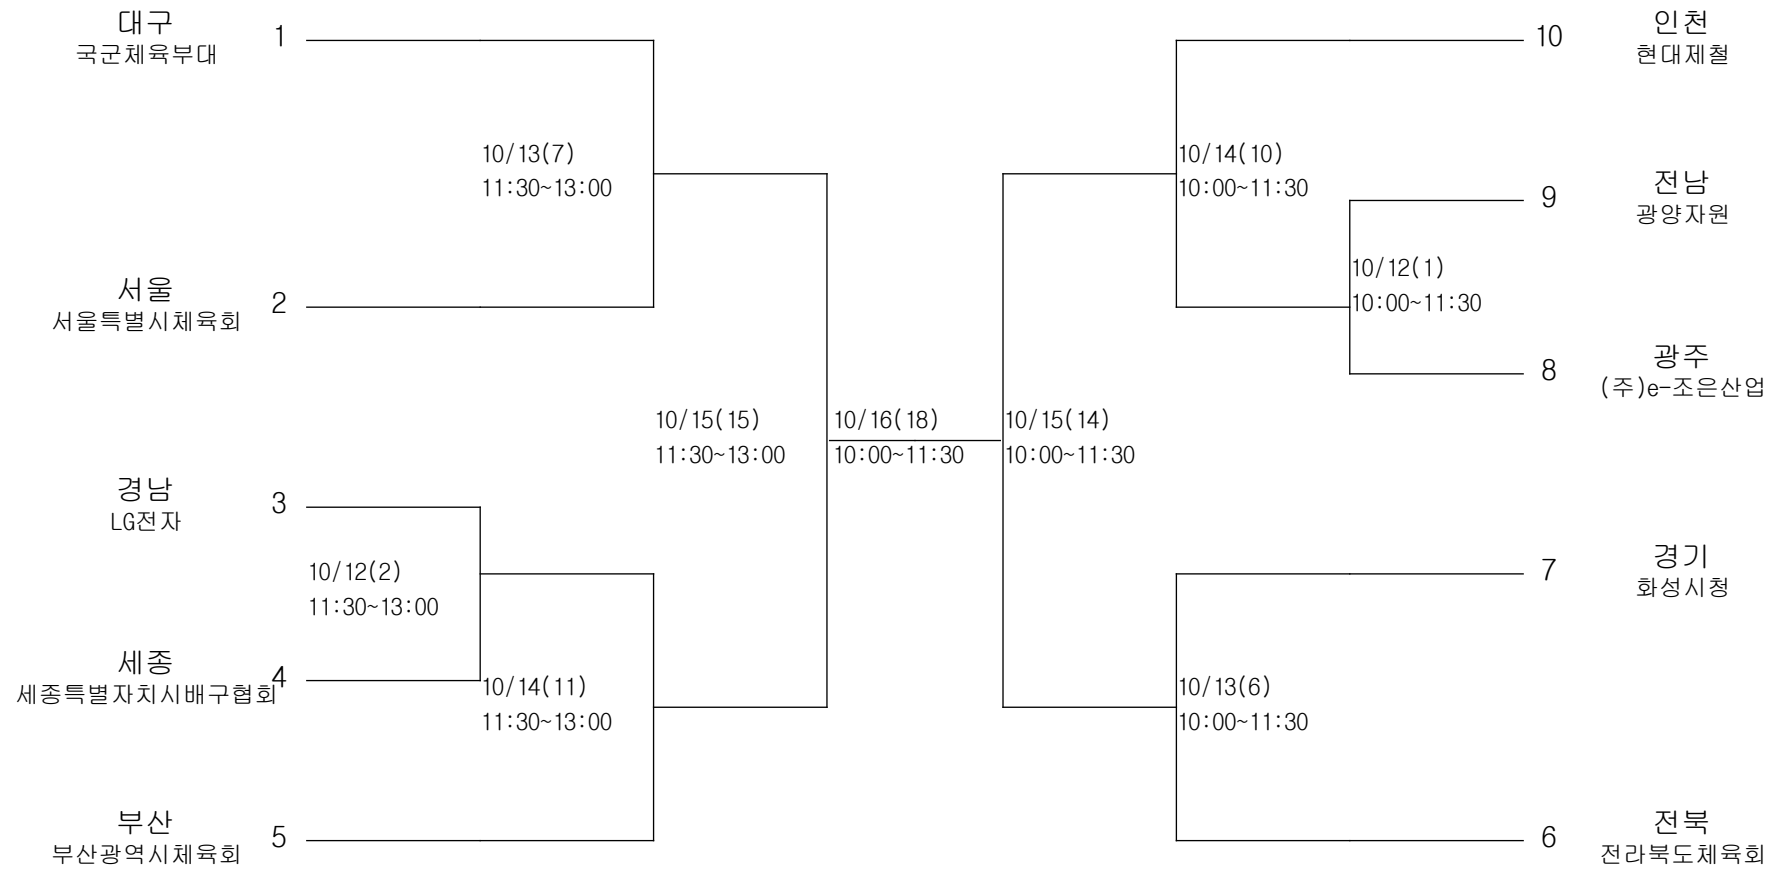 대구
국군체육부대
1
10/13(7)
11:30~13:00
서울
서울특별시체육회
2
경남
LG전자
3
10/12(2)
11:30~13:00
세종
세종특별자치시배구협회
4
10/14(11)
11:30~13:00
부산
부산광역시체육회
5
10/15(15)
11:30~13:00
10/16(18)
10:00~11:30
10/15(14)
10:00~11:30
10
인천
현대제철
10/14(10)
10:00~11:30
9
전남
광양자원
10/12(1)
10:00~11:30
8
광주
(주)e-조은산업
7
경기
화성시청
10/13(6)
10:00~11:30
6
전북
전라북도체육회